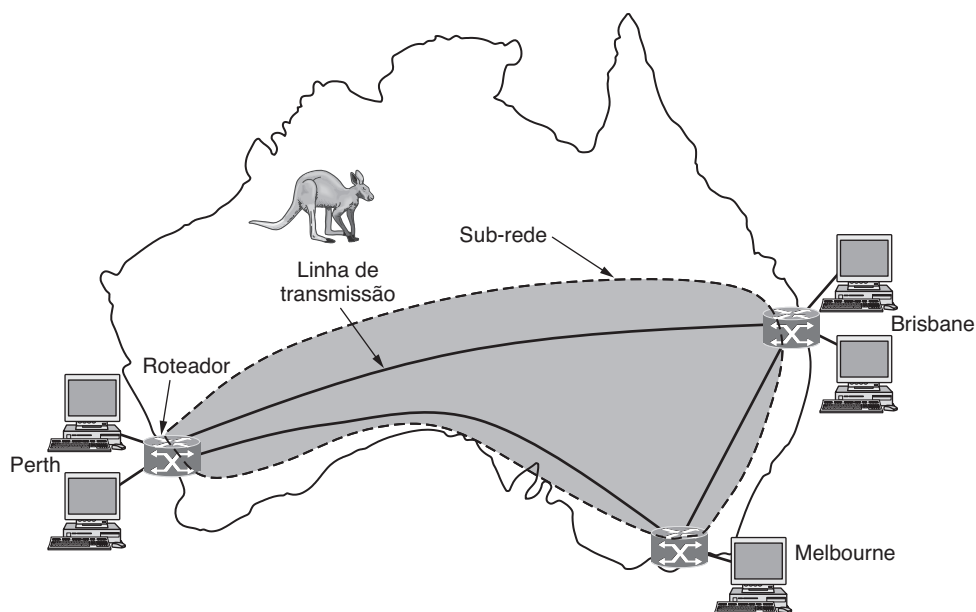 Sub-rede
Linha de
transmissão
Brisbane
Roteador
Perth
Melbourne